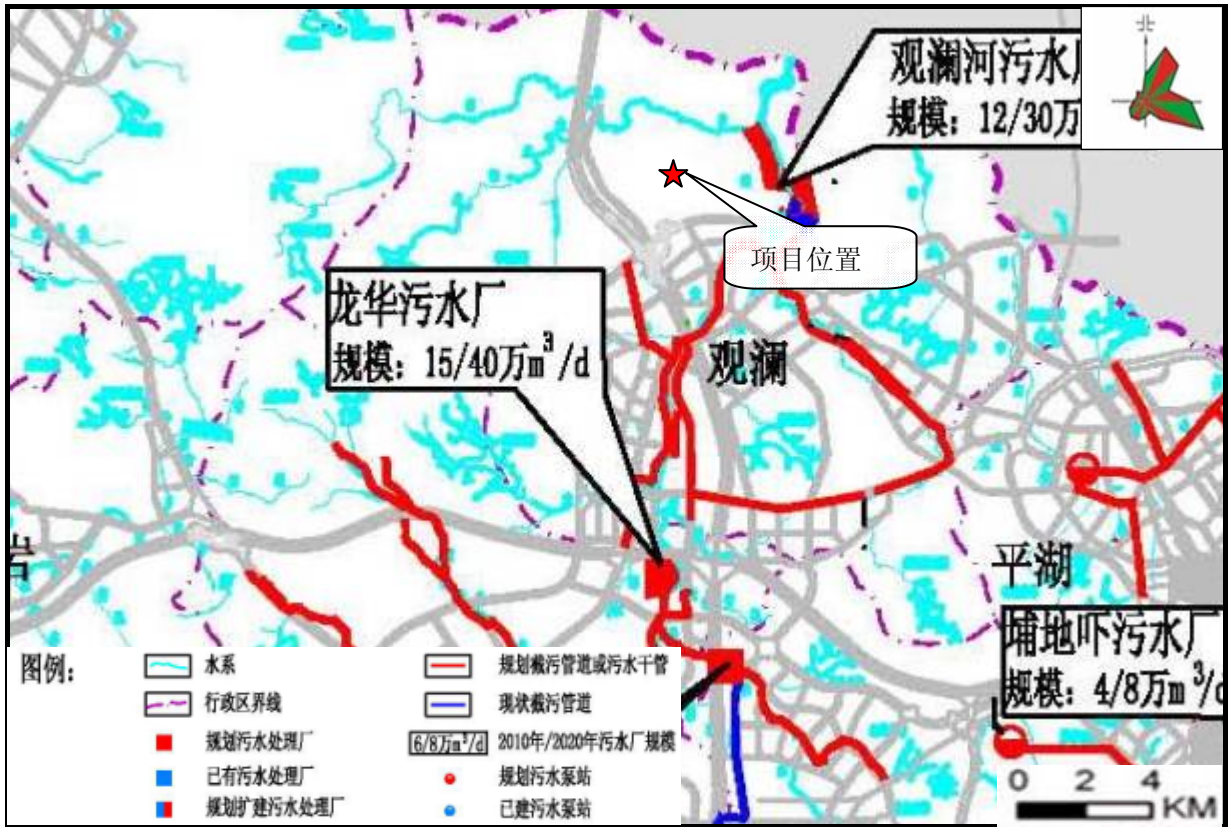 观澜河污水厂
规模：12/30万
项目位置
龙华污水厂
规模：15/40万m³/d
观澜
岩
平湖
埔地吓污水厂
规模：4/8万m³/d
图例：
水系
规划截污管道或污水干管
行政区界线
现状截污管道
规划污水处理厂
6/8万m³/d 2010年/2020年污水厂规模
已有污水处理厂
规划污水泵站
规划扩建污水处理厂
已建污水泵站
0 2 4
KM